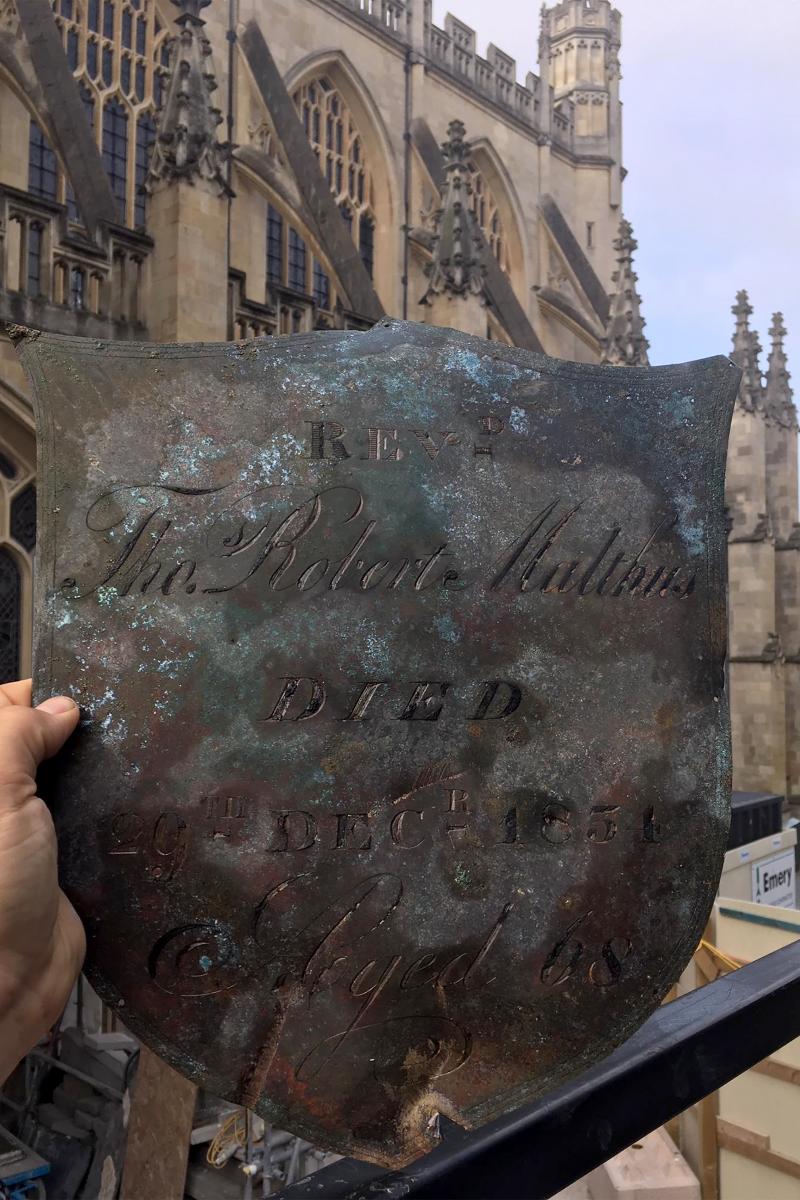 REVᴰ
Thoˢ. Robert Malthus
DIED
29ᵀᴴ DECᴿ 1834
Aged 68
Emery